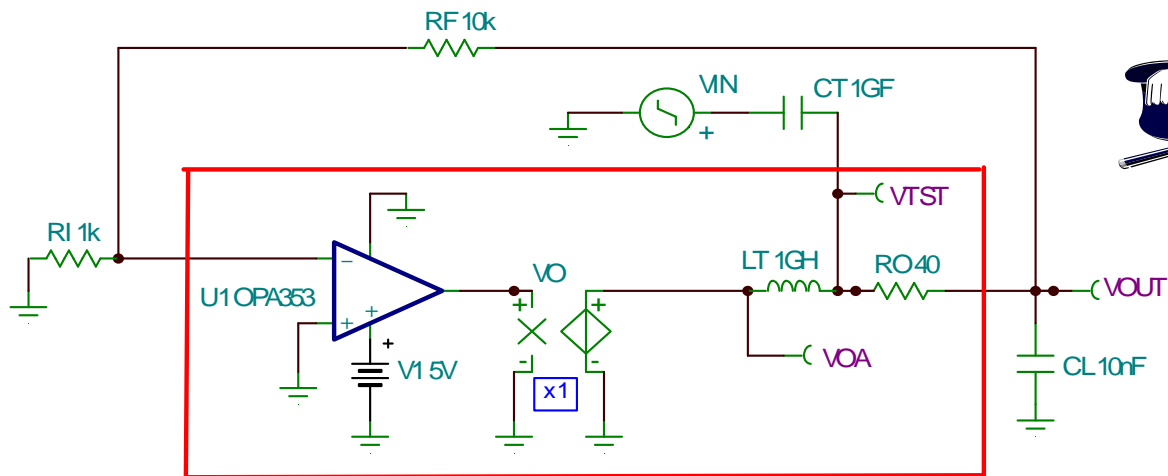 RF 10k
VIN
CT 1GF
+
VTST
RI 1k
LT 1GH
RO 40
VO
U1 OPA353
−
+
+
+
+
+
-
-
VOUT
VOA
V1 5V
x1
CL 10nF